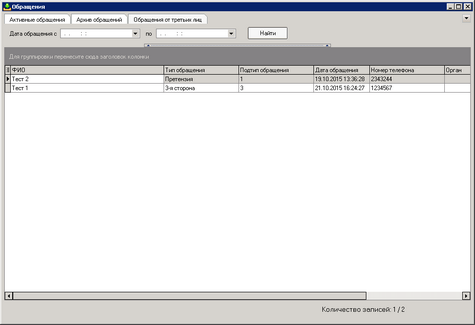 Обращения
Активные обращения Архив обращений Обращения от третьих лиц
Дата обращения с . . : : по . . : : Найти
Для группировки перенесите сюда заголовок колонки
ФИО Тип обращения Подтип обращения Дата обращения Номер телефона Орган
Тест 2 Претензия 1 19.10.2015 13:36:28 2343244
Тест 1 3-я сторона 3 21.10.2015 16:24:27 1234567
Количество записей: 1 / 2